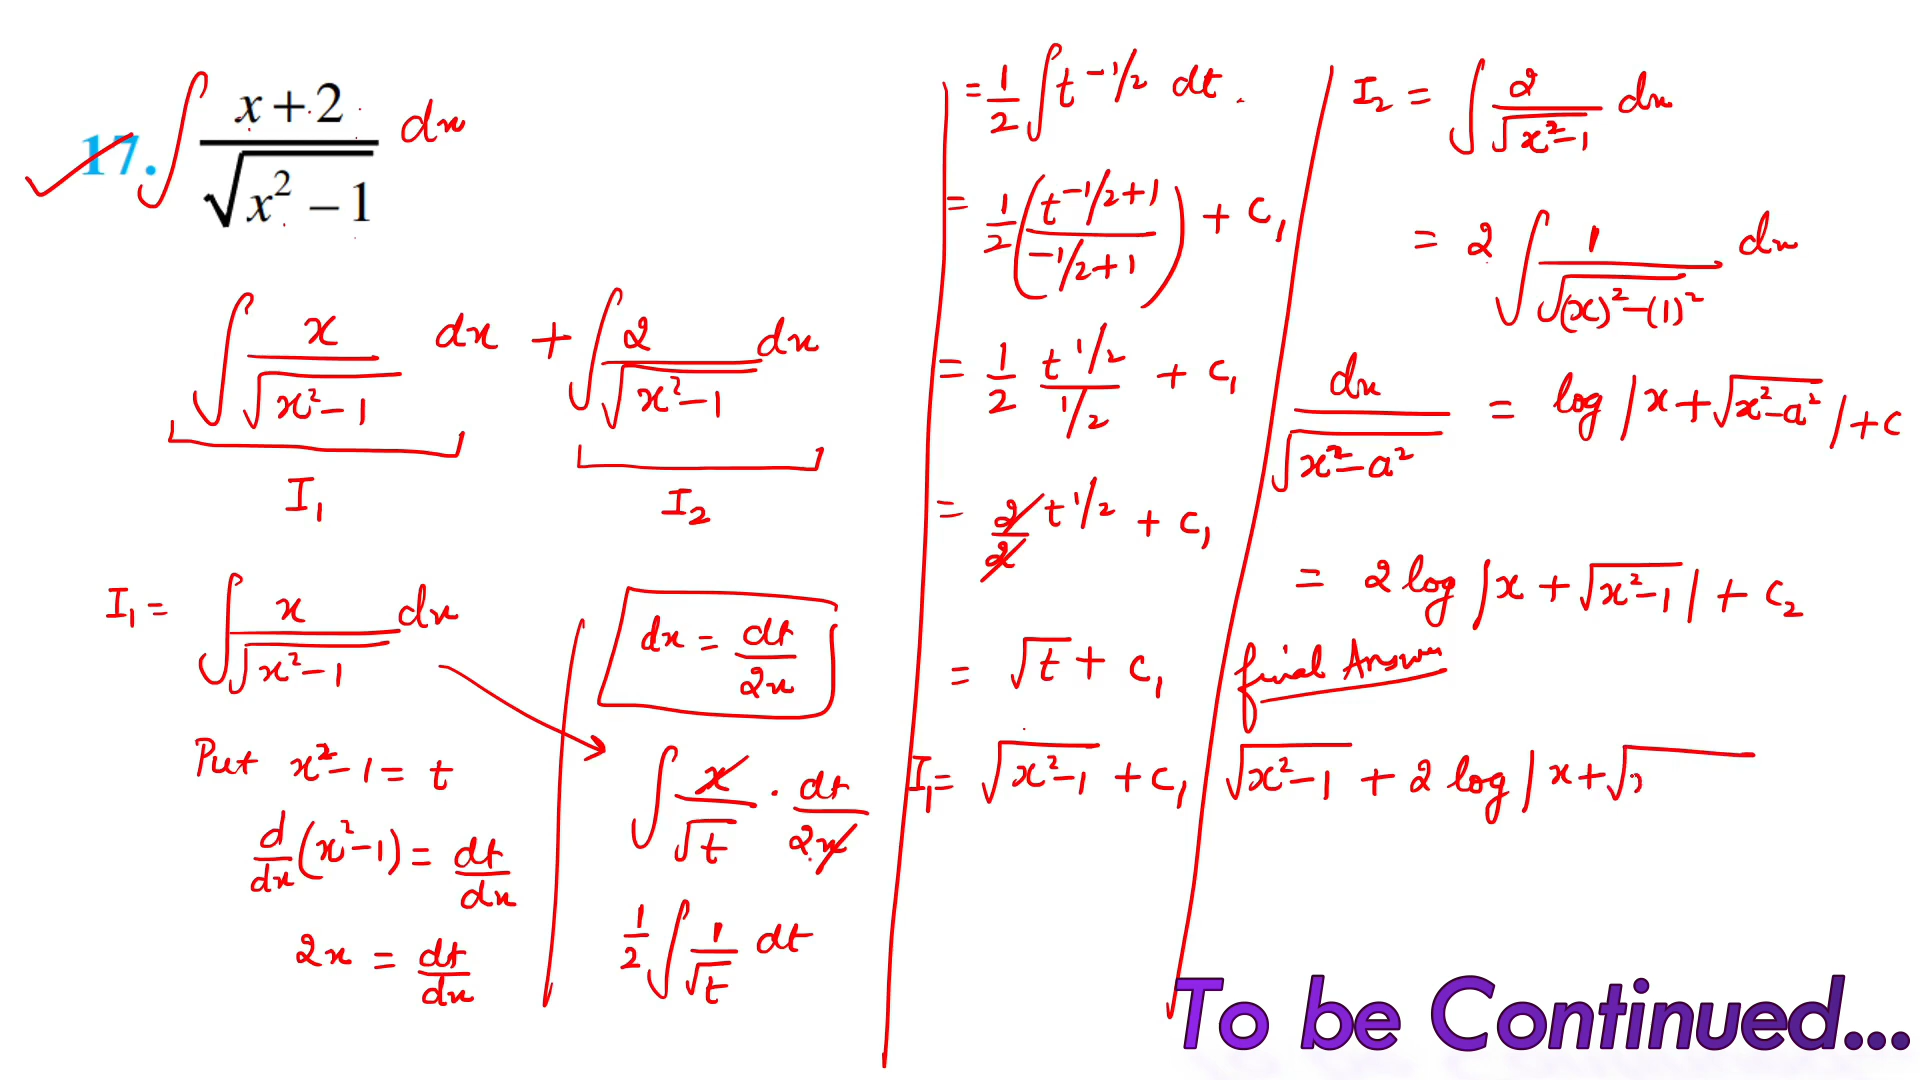 17. ∫ (x+2)/√(x² − 1) dx
∫ x/√(x²−1) dx + ∫ 2/√(x²−1) dx
I₁ I₂
I₁ = ∫ x/√(x²−1) dx
Put x²−1 = t
d/dx (x²−1) = dt/dx
2x = dt/dx
dx = dt/2x
∫ x/√t · dt/2x
1/2 ∫ 1/√t dt
= 1/2 ∫ t^(−1/2) dt.
= 1/2 (t^(−1/2+1)/(−1/2+1)) + C₁
= 1/2 t^(1/2)/(1/2) + C₁
= 2/2 t^(1/2) + C₁
= √t + C₁
I₁ = √(x²−1) + C₁
I₂ = ∫ 2/√(x²−1) dx
= 2 ∫ 1/√((x)²−(1)²) dx
dx/√(x²−a²) = log |x+√(x²−a²)| + C
= 2 log |x + √(x²−1)| + C₂
final Answer
√(x²−1) + 2 log |x+√
To be Continued...